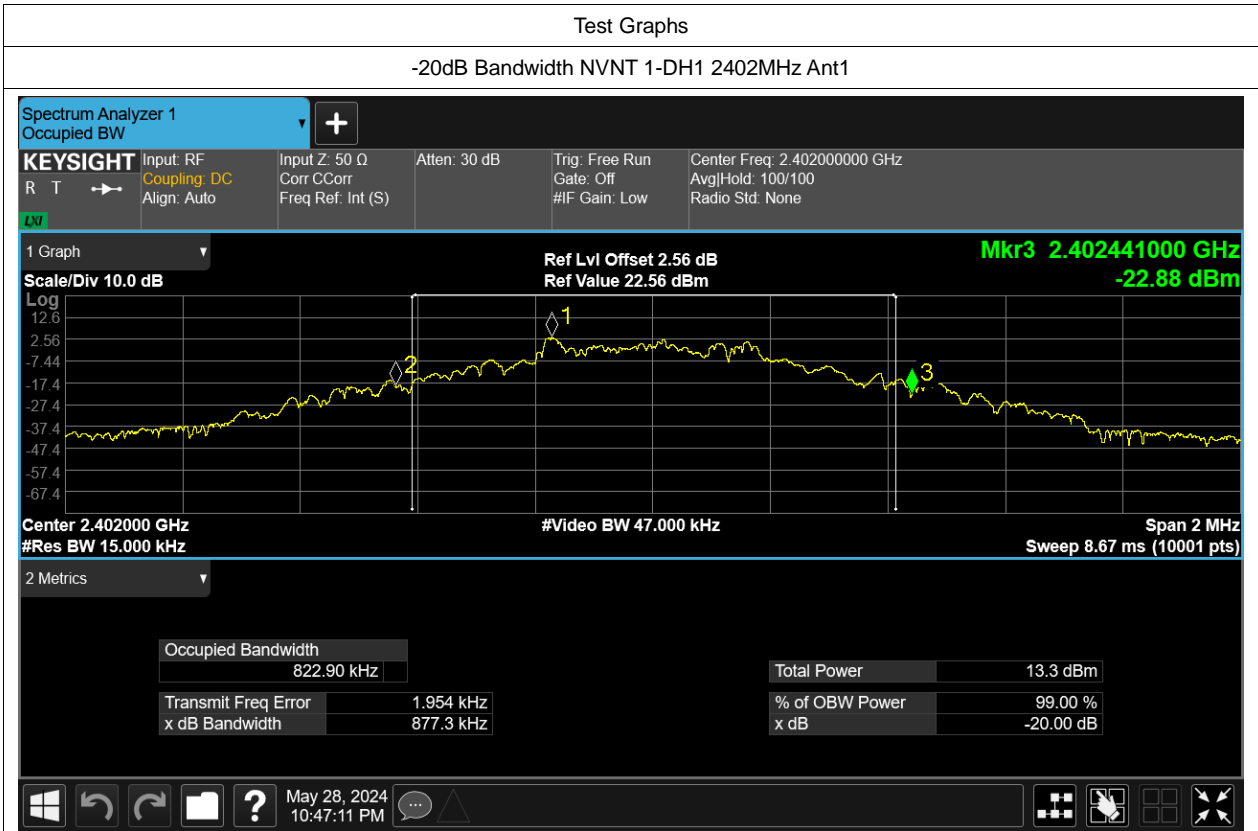 Test Graphs
-20dB Bandwidth NVNT 1-DH1 2402MHz Ant1
Spectrum Analyzer 1
Occupied BW
KEYSIGHT
R T
LXI
Input: RF
Coupling: DC
Align: Auto
Input Z: 50 Ω
Corr CCorr
Freq Ref: Int (S)
Atten: 30 dB
Trig: Free Run
Gate: Off
#IF Gain: Low
Center Freq: 2.402000000 GHz
Avg|Hold: 100/100
Radio Std: None
1 Graph
Scale/Div 10.0 dB
Ref Lvl Offset 2.56 dB
Ref Value 22.56 dBm
Mkr3 2.402441000 GHz
-22.88 dBm
Log
12.6
2.56
-7.44
-17.4
-27.4
-37.4
-47.4
-57.4
-67.4
1
2
3
Center 2.402000 GHz
#Res BW 15.000 kHz
#Video BW 47.000 kHz
Span 2 MHz
Sweep 8.67 ms (10001 pts)
2 Metrics
Occupied Bandwidth
822.90 kHz
Transmit Freq Error 1.954 kHz
x dB Bandwidth 877.3 kHz
Total Power 13.3 dBm
% of OBW Power 99.00 %
x dB -20.00 dB
May 28, 2024
10:47:11 PM